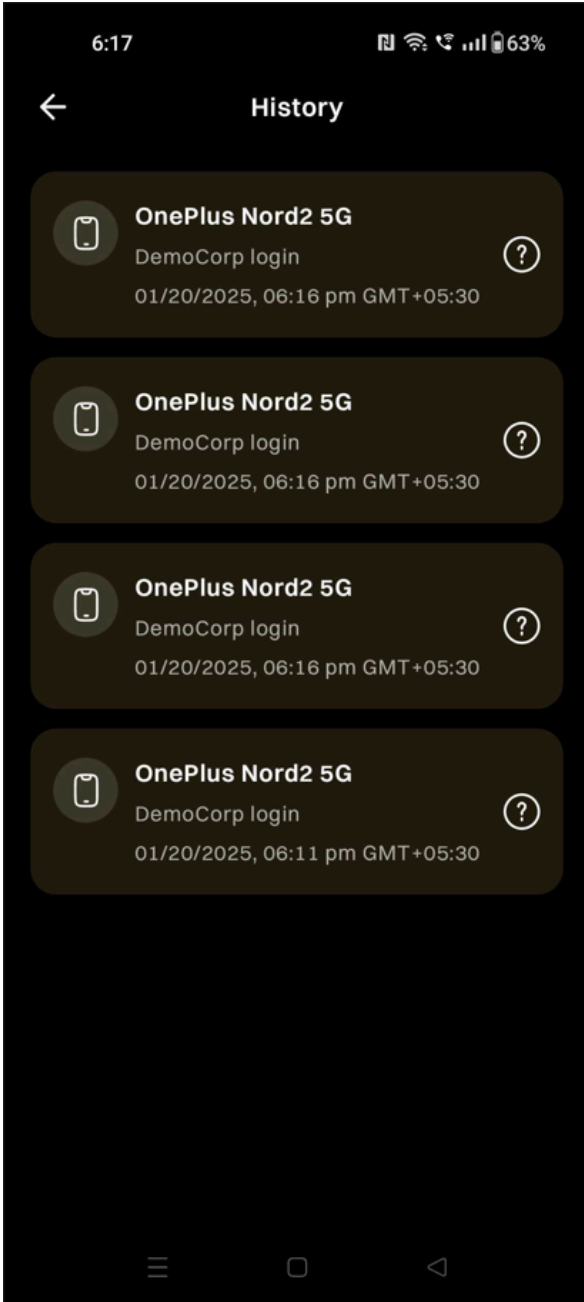 6:17 63%
History
OnePlus Nord2 5G
DemoCorp login
01/20/2025, 06:16 pm GMT+05:30
?
OnePlus Nord2 5G
DemoCorp login
01/20/2025, 06:16 pm GMT+05:30
?
OnePlus Nord2 5G
DemoCorp login
01/20/2025, 06:16 pm GMT+05:30
?
OnePlus Nord2 5G
DemoCorp login
01/20/2025, 06:11 pm GMT+05:30
?